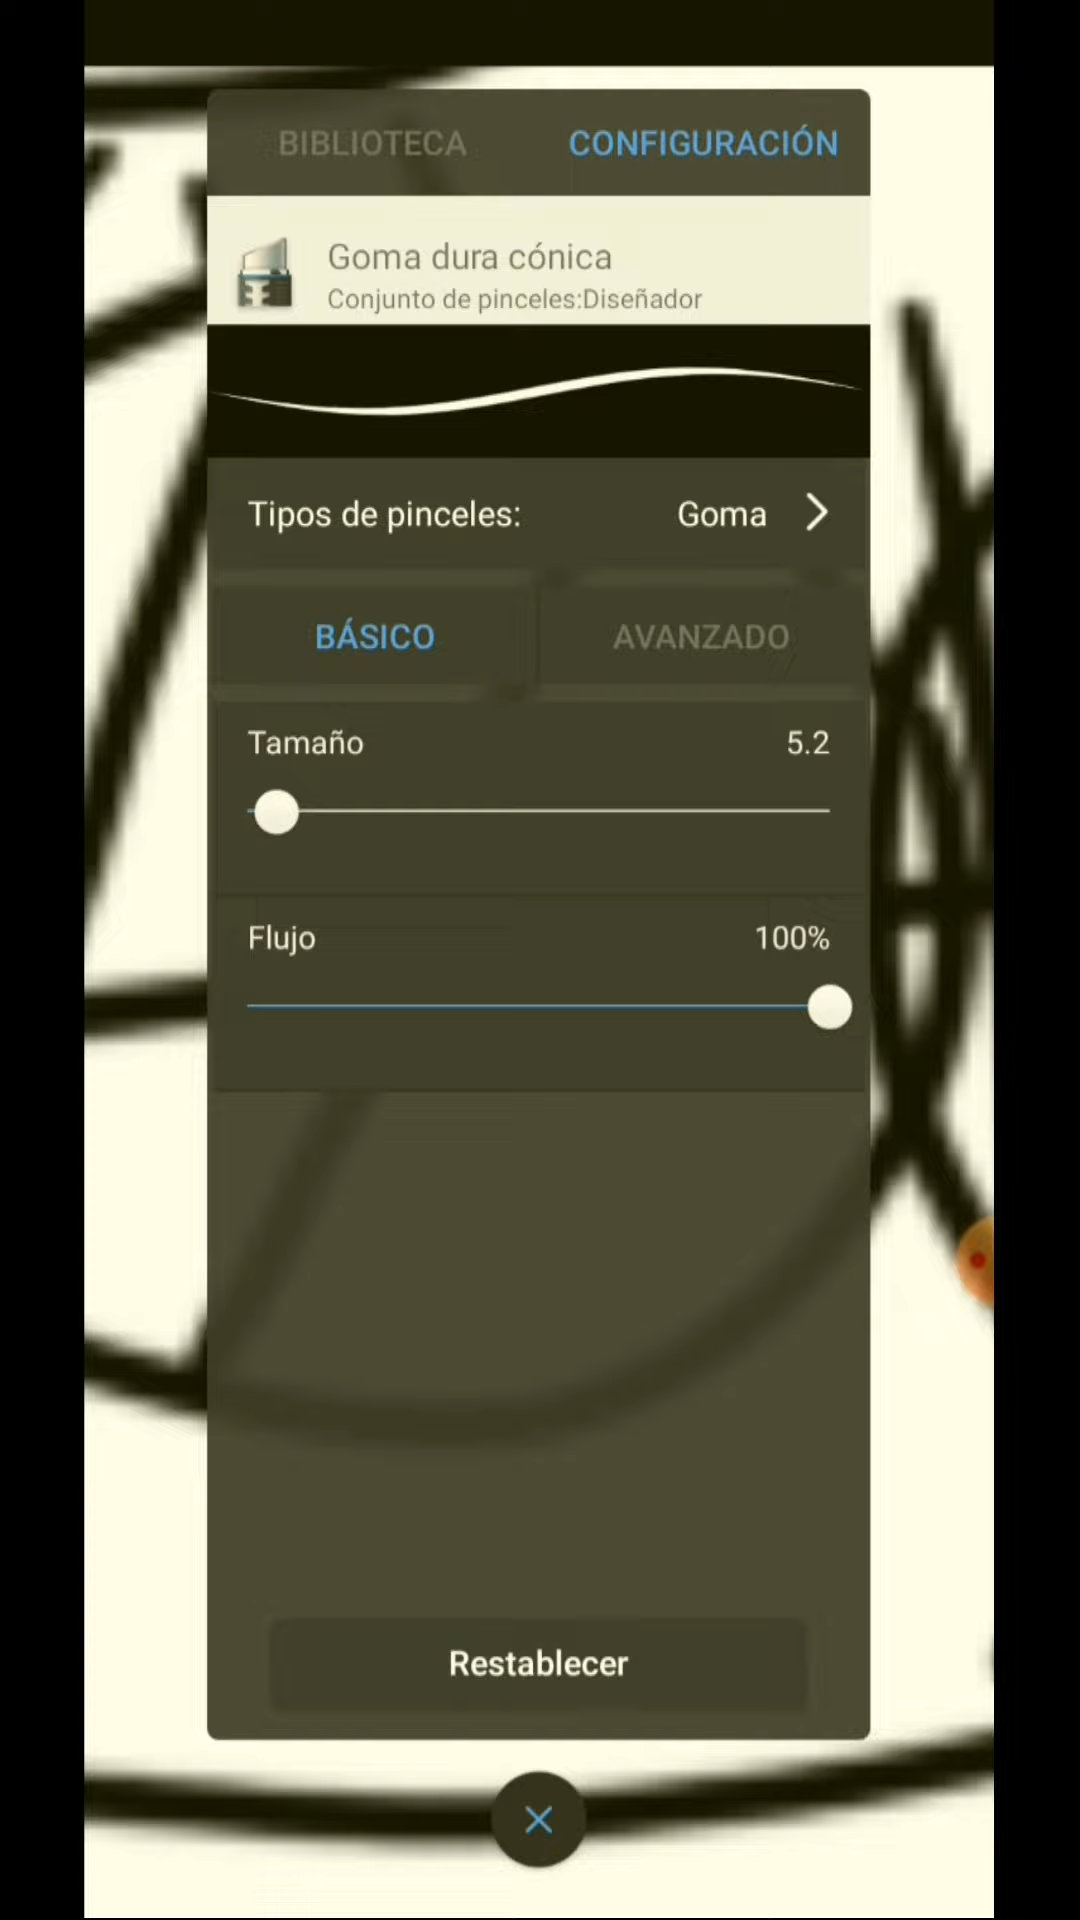 BIBLIOTECA
CONFIGURACIÓN
Goma dura cónica
Conjunto de pinceles:Diseñador
Tipos de pinceles:
Goma
BÁSICO
AVANZADO
Tamaño
5.2
Flujo
100%
Restablecer